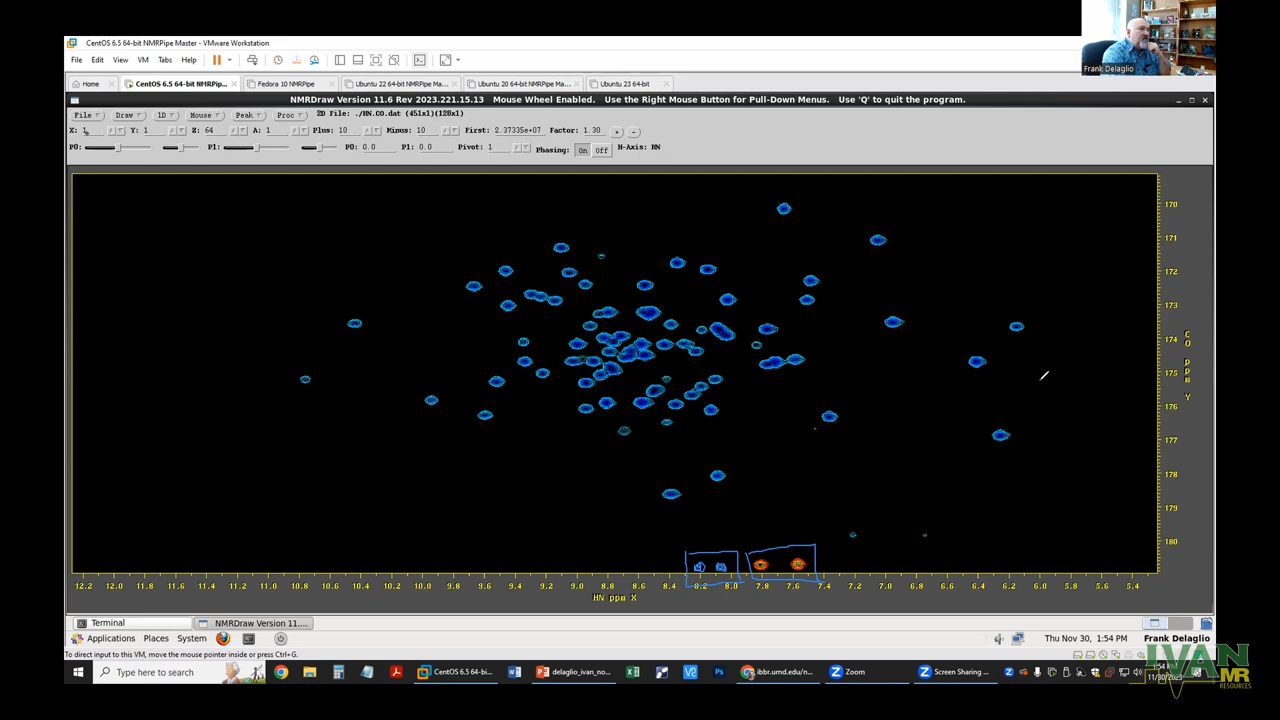 CentOS 6.5 64-bit NMRPipe Master - VMware Workstation
File Edit View VM Tabs Help
Home CentOS 6.5 64-bit NMRPip... Fedora 10 NMRPipe Ubuntu 22 64-bit NMRPipe Ma... Ubuntu 20 64-bit NMRPipe Mast... Ubuntu 23 64-bit
Frank Delaglio
NMRDraw Version 11.6 Rev 2023.221.15.13 Mouse Wheel Enabled. Use the Right Mouse Button for Pull-Down Menus. Use 'Q' to quit the program.
File Draw 1D Mouse Peak Proc 2D File: ./HN.CO.dat (451x1)(128x1)
X: 1 Y: 1 Z: 64 A: 1 Plus: 10 Minus: 10 First: 2.37335e+07 Factor: 1.30 + -
P0: P1: P0: 0.0 P1: 0.0 Pivot: 1 Phasing: On Off H-Axis: HN
170
171
172
173
174
175
176
177
178
179
180
CO ppm Y
12.2 12.0 11.8 11.6 11.4 11.2 11.0 10.8 10.6 10.4 10.2 10.0 9.8 9.6 9.4 9.2 9.0 8.8 8.6 8.4 8.2 8.0 7.8 7.6 7.4 7.2 7.0 6.8 6.6 6.4 6.2 6.0 5.8 5.6 5.4
HN ppm X
Terminal NMRDraw Version 11....
Applications Places System Thu Nov 30, 1:54 PM Frank Delaglio
To direct input to this VM, move the mouse pointer inside or press Ctrl+G.
Type here to search CentOS 6.5 64-bi... delaglio_ivan_no... ibbr.umd.edu/n... Zoom Screen Sharing ...
11/30/2023
IVAN
MR
RESOURCES